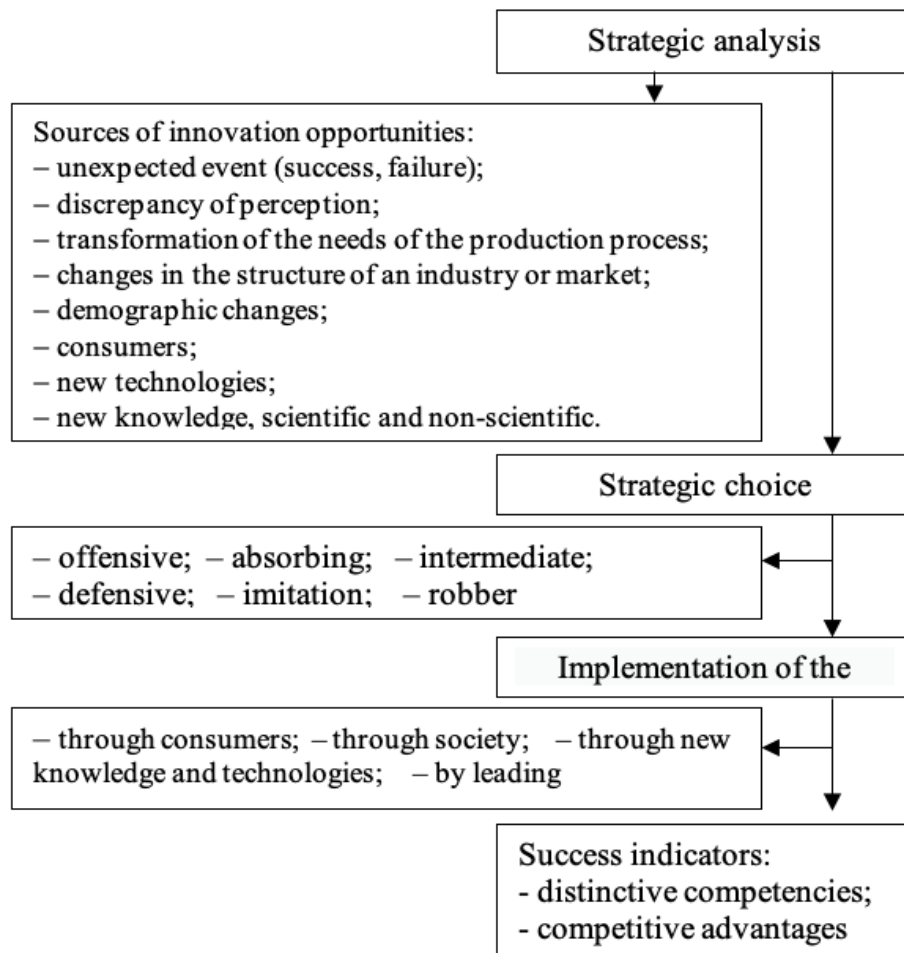 Strategic analysis
Sources of innovation opportunities:
– unexpected event (success, failure);
– discrepancy of perception;
– transformation of the needs of the production process;
– changes in the structure of an industry or market;
– demographic changes;
– consumers;
– new technologies;
– new knowledge, scientific and non-scientific.
Strategic choice
– offensive; – absorbing; – intermediate;
– defensive; – imitation; – robber
Implementation of the
– through consumers; – through society; – through new
knowledge and technologies; – by leading
Success indicators:
- distinctive competencies;
- competitive advantages